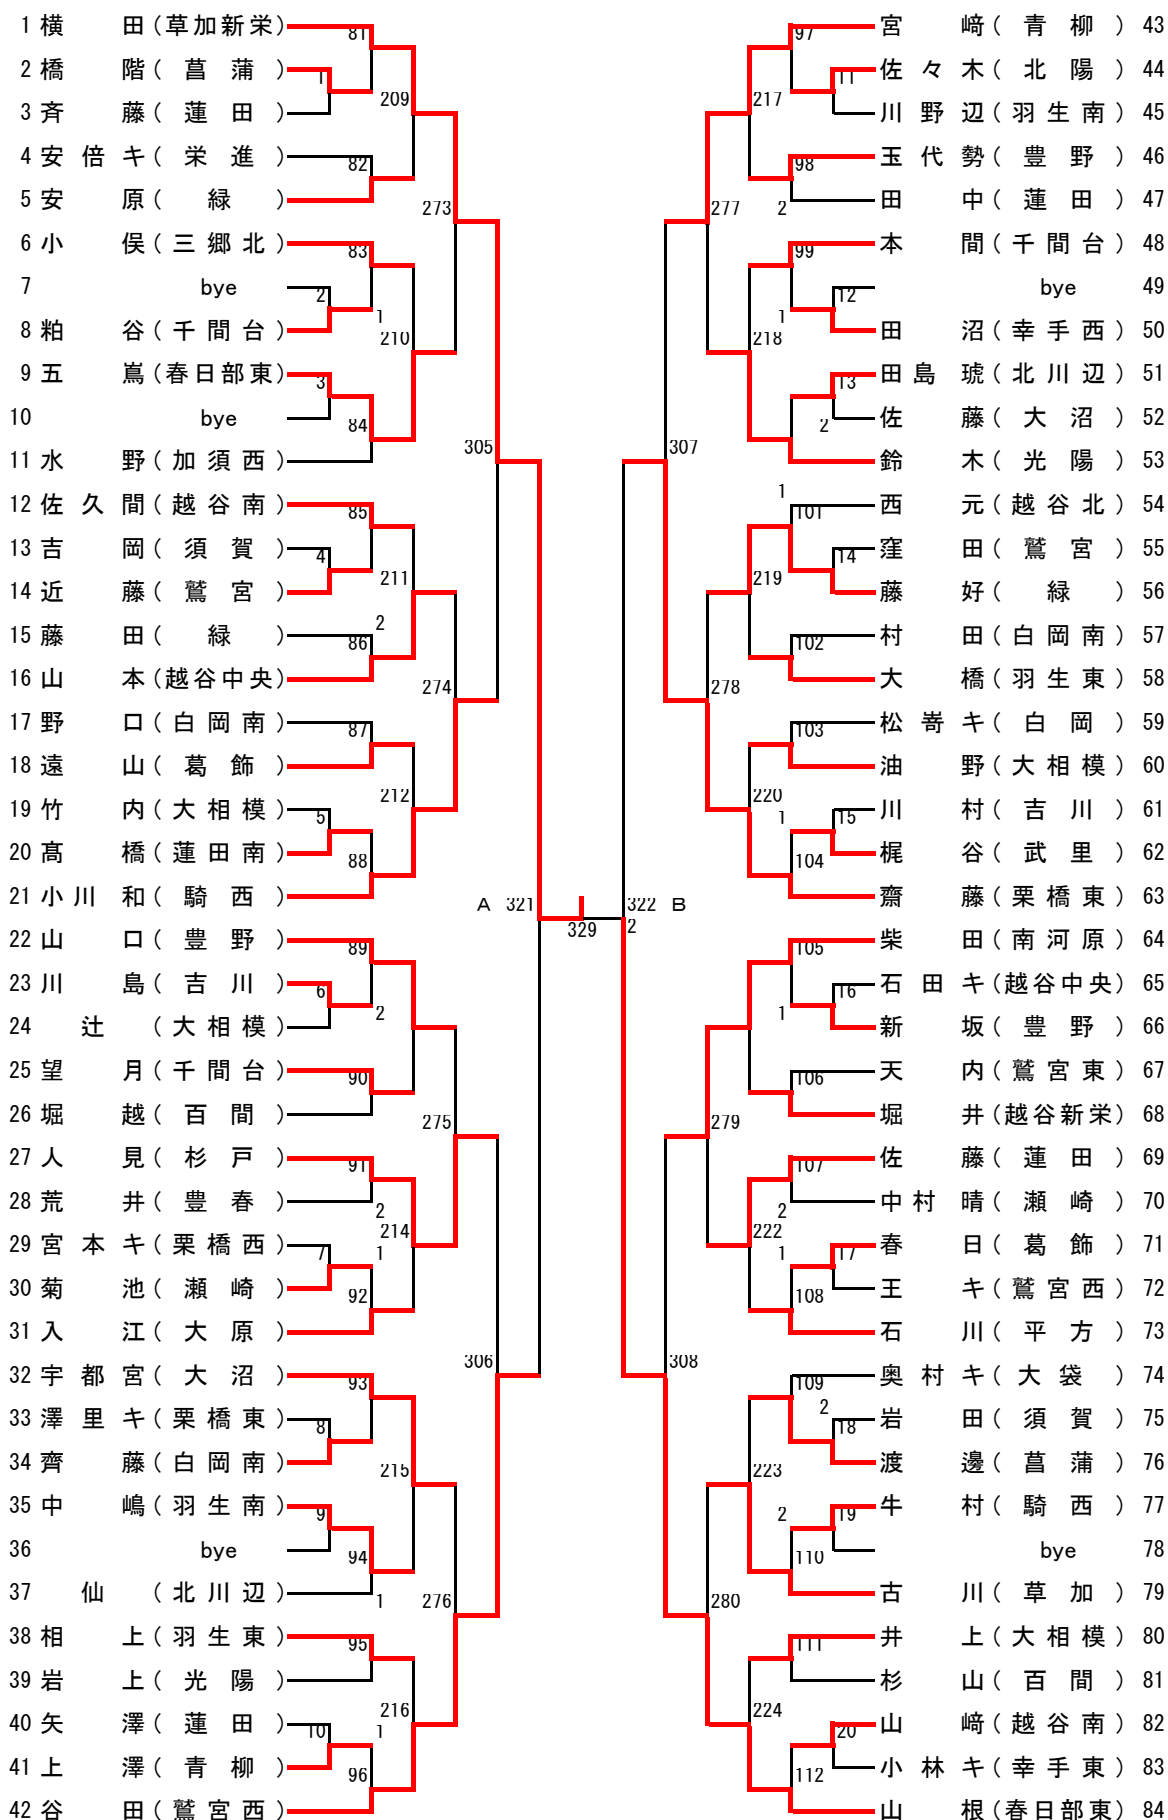 1 横田(草加新栄)
2 橋階(菖蒲)
3 斉藤(蓮田)
4 安倍キ(栄進)
5 安原(緑)
6 小俣(三郷北)
7 bye
8 粕谷(千間台)
9 五嶌(春日部東)
10 bye
11 水野(加須西)
12 佐久間(越谷南)
13 吉岡(須賀)
14 近藤(鷲宮)
15 藤田(緑)
16 山本(越谷中央)
17 野口(白岡南)
18 遠山(葛飾)
19 竹内(大相模)
20 髙橋(蓮田南)
21 小川和(騎西)
22 山口(豊野)
23 川島(吉川)
24 辻(大相模)
25 望月(千間台)
26 堀越(百間)
27 人見(杉戸)
28 荒井(豊春)
29 宮本キ(栗橋西)
30 菊池(瀬崎)
31 入江(大原)
32 宇都宮(大沼)
33 澤里キ(栗橋東)
34 齊藤(白岡南)
35 中嶋(羽生南)
36 bye
37 仙(北川辺)
38 相上(羽生東)
39 岩上(光陽)
40 矢澤(蓮田)
41 上澤(青柳)
42 谷田(鷲宮西)
81
1
209
82
273
83
2
1
210
3
84
305
85
4
211
2
86
274
87
212
5
88
A 321
89
6
2
90
275
91
2
214
7
1
92
306
93
8
215
9
94
1
276
95
216
10
1
96
329
322 B
2
97
11
217
98
2
277
99
12
1
218
13
2
307
1
101
14
219
102
278
103
220
1
15
104
105
16
1
106
279
107
2
222
1
17
108
308
109
2
18
223
2
19
110
280
111
224
20
112
宮﨑(青柳) 43
佐々木(北陽) 44
川野辺(羽生南) 45
玉代勢(豊野) 46
田中(蓮田) 47
本間(千間台) 48
bye 49
田沼(幸手西) 50
田島琥(北川辺) 51
佐藤(大沼) 52
鈴木(光陽) 53
西元(越谷北) 54
窪田(鷲宮) 55
藤好(緑) 56
村田(白岡南) 57
大橋(羽生東) 58
松嵜キ(白岡) 59
油野(大相模) 60
川村(吉川) 61
梶谷(武里) 62
齋藤(栗橋東) 63
柴田(南河原) 64
石田キ(越谷中央) 65
新坂(豊野) 66
天内(鷲宮東) 67
堀井(越谷新栄) 68
佐藤(蓮田) 69
中村晴(瀬崎) 70
春日(葛飾) 71
王キ(鷲宮西) 72
石川(平方) 73
奥村キ(大袋) 74
岩田(須賀) 75
渡邊(菖蒲) 76
牛村(騎西) 77
bye 78
古川(草加) 79
井上(大相模) 80
杉山(百間) 81
山﨑(越谷南) 82
小林キ(幸手東) 83
山根(春日部東) 84